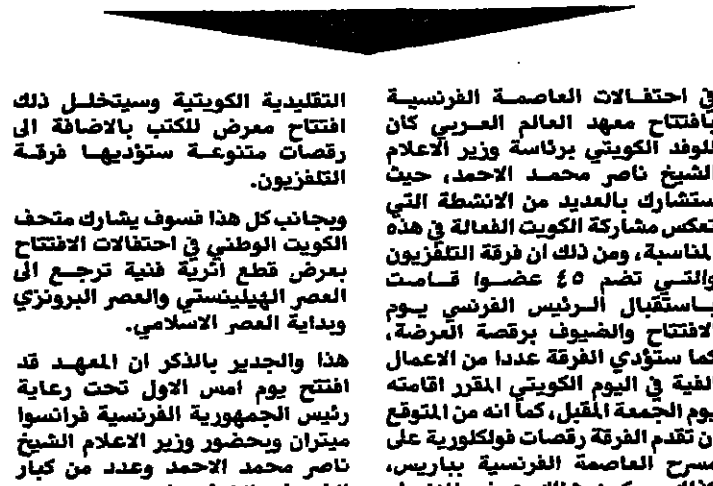 في احتفالات العاصمة الفرنسية
بافتتاح معهد العالم العربي كان
للوفد الكويتي برئاسة وزير الاعلام
الشيخ ناصر محمد الاحمد، حيث
ستشارك بالعديد من الانشطة التي
تعكس مشاركة الكويت الفعالة في هذه
المناسبة، ومن ذلك ان فرقة التلفزيون
والتي تضم ٤٥ عضوا قامت
باستقبال الرئيس الفرنسي يوم
الافتتاح والضيوف برقصة العرضة،
كما ستؤدي الفرقة عددا من الاعمال
الفية في اليوم الكويتي المقرر اقامته
يوم الجمعة المقبل، كما انه من المتوقع
ان تقدم الفرقة رقصات فولكلورية على
مسرح العاصمة الفرنسية بباريس،
التقليدية الكويتية وسيتخلل ذلك
افتتاح معرض للكتب بالاضافة الى
رقصات متنوعة ستؤديها فرقة
التلفزيون.
وبجانب كل هذا فسوف يشارك متحف
الكويت الوطني في احتفالات الافتتاح
بعرض قطع اثرية فنية ترجع الى
العصر الهيلينستي والعصر البرونزي
وبداية العصر الاسلامي.
هذا والجدير بالذكر ان المعهد قد
افتتح يوم امس الاول تحت رعاية
رئيس الجمهورية الفرنسية فرانسوا
ميتران وبحضور وزير الاعلام الشيخ
ناصر محمد الاحمد وعدد من كبار